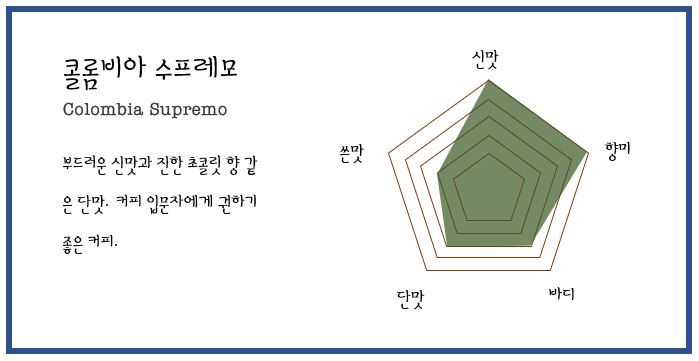 콜롬비아 수프레모
Colombia Supremo
부드러운 신맛과 진한 초콜릿 향 같
은 단맛. 커피 입문자에게 권하기
좋은 커피.
신맛
향미
쓴맛
바디
단맛